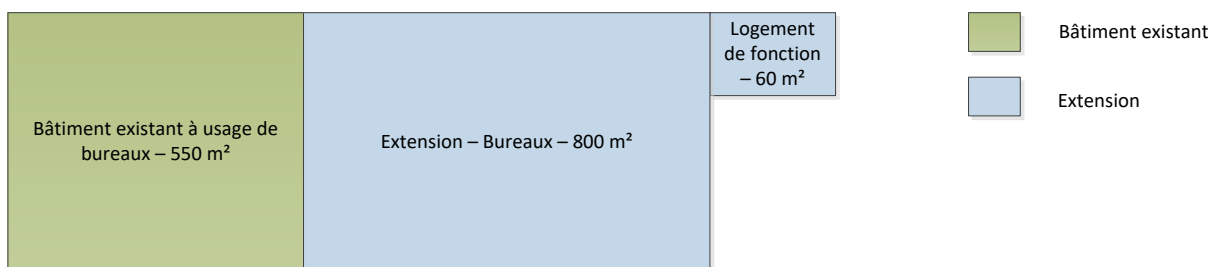 Bâtiment existant à usage de
bureaux – 550 m²
Extension – Bureaux – 800 m²
Logement
de fonction
– 60 m²
Bâtiment existant
Extension